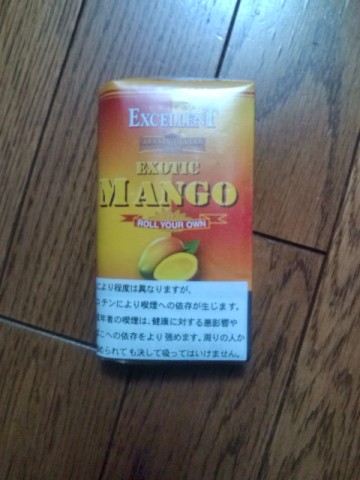 EXCELLENT
EXOTIC
MANGO
ROLL YOUR OWN
により程度は異なりますが、
コチンにより喫煙への依存が生じます。
年者の喫煙は、健康に対する悪影響や
ばこへの依存をより強めます。周りの人か
められても決して吸ってはいけません。